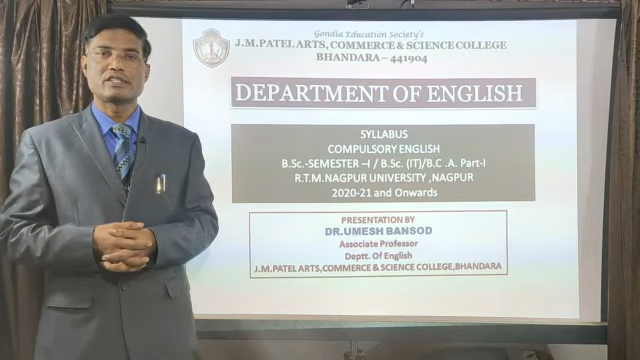 Gondia Education Society's
J.M.PATEL ARTS, COMMERCE & SCIENCE COLLEGE
BHANDARA – 441904
DEPARTMENT OF ENGLISH
SYLLABUS
COMPULSORY ENGLISH
B.Sc.-SEMESTER –I / B.Sc. (IT)/B.C .A. Part-I
R.T.M.NAGPUR UNIVERSITY ,NAGPUR
2020-21 and Onwards
PRESENTATION BY
DR.UMESH BANSOD
Associate Professor
Deptt. Of English
J.M.PATEL ARTS,COMMERCE & SCIENCE COLLEGE,BHANDARA